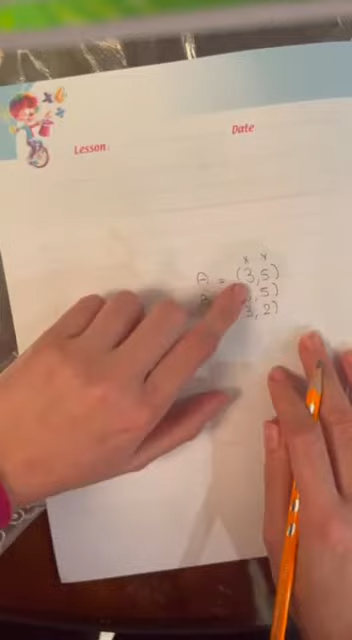 Date
Lesson:
x y
A = (3,5)
, 5)
3, 2)